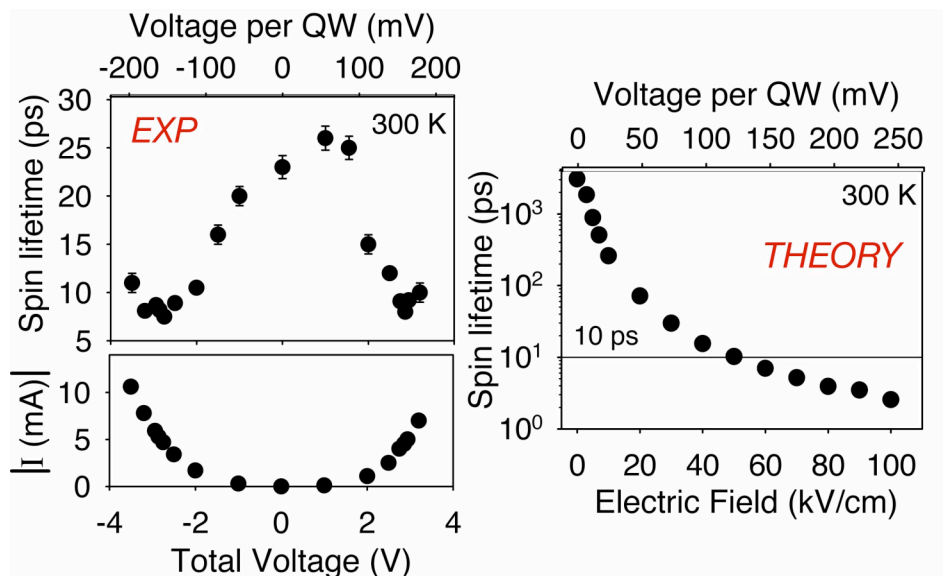 Voltage per QW (mV)
-200 -100 0 100 200
Spin lifetime (ps)
30
25
20
15
10
5
EXP
300 K
|I (mA)|
10
5
0
-4 -2 0 2 4
Total Voltage (V)
Voltage per QW (mV)
0 50 100 150 200 250
Spin lifetime (ps)
10³
10²
10¹
10⁰
300 K
THEORY
10 ps
0 20 40 60 80 100
Electric Field (kV/cm)